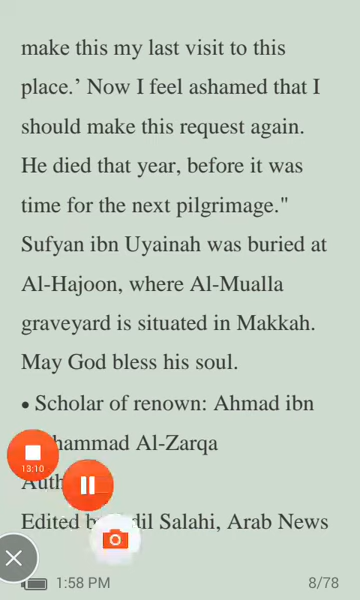 make this my last visit to this
place.’ Now I feel ashamed that I
should make this request again.
He died that year, before it was
time for the next pilgrimage."
Sufyan ibn Uyainah was buried at
Al-Hajoon, where Al-Mualla
graveyard is situated in Makkah.
May God bless his soul.
• Scholar of renown: Ahmad ibn
Al-Zarqa
13:10
Edited Salahi, Arab News
1:58 PM 8/78